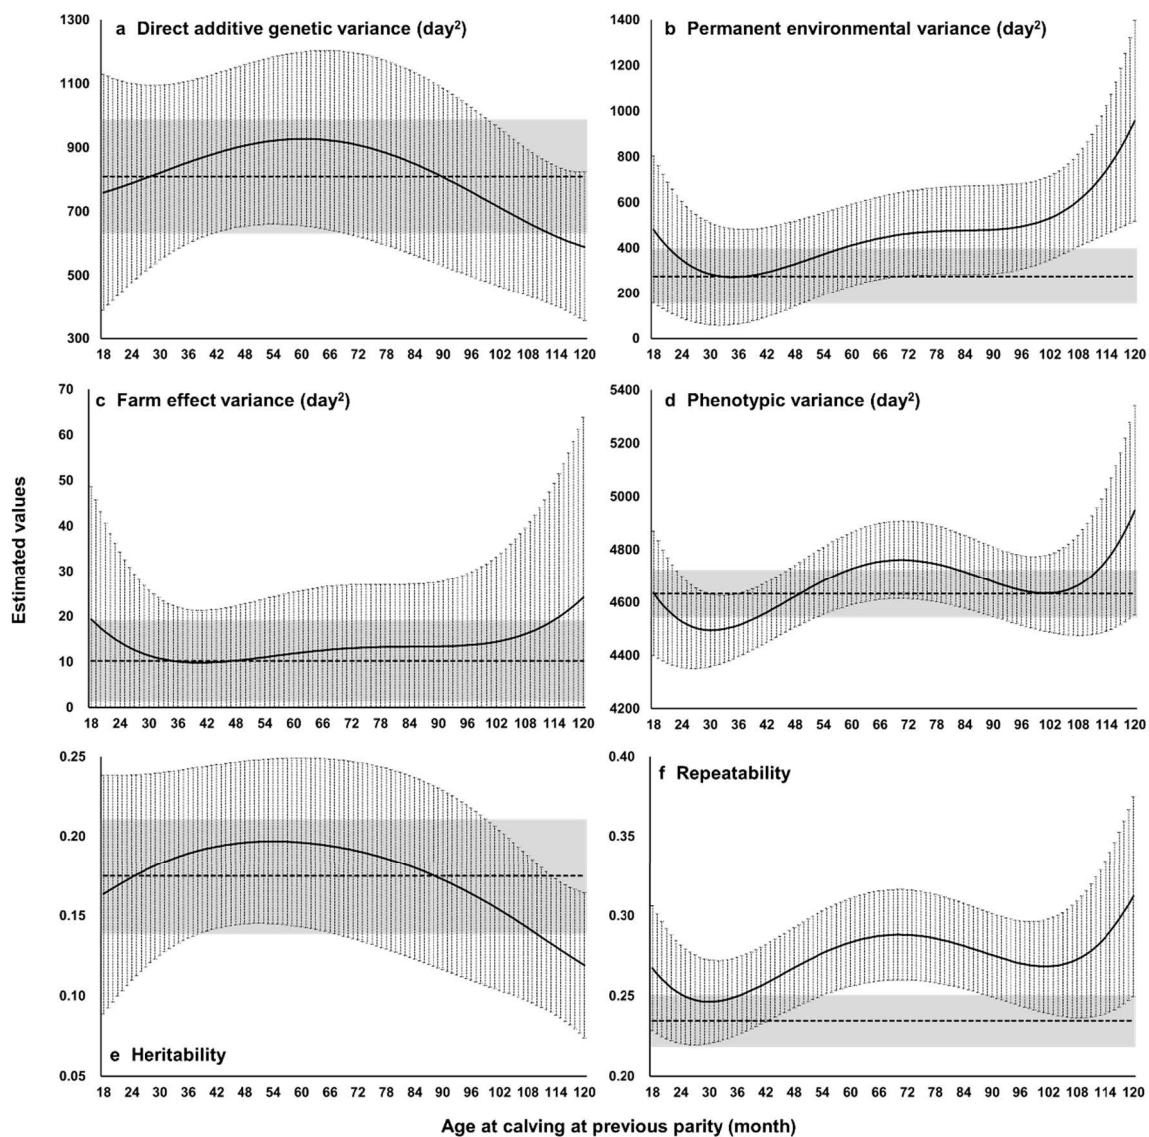 a Direct additive genetic variance (day²)
1300
1100
900
700
500
300
18 24 30 36 42 48 54 60 66 72 78 84 90 96 102 108 114 120
b Permanent environmental variance (day²)
1400
1200
1000
800
600
400
200
0
18 24 30 36 42 48 54 60 66 72 78 84 90 96 102 108 114 120
c Farm effect variance (day²)
70
60
50
40
30
20
10
0
18 24 30 36 42 48 54 60 66 72 78 84 90 96 102 108 114 120
d Phenotypic variance (day²)
5400
5200
5000
4800
4600
4400
4200
18 24 30 36 42 48 54 60 66 72 78 84 90 96 102 108 114 120
Estimated values
0.25
0.20
0.15
0.10
0.05
e Heritability
18 24 30 36 42 48 54 60 66 72 78 84 90 96 102 108 114 120
f Repeatability
0.40
0.35
0.30
0.25
0.20
18 24 30 36 42 48 54 60 66 72 78 84 90 96 102 108 114 120
Age at calving at previous parity (month)